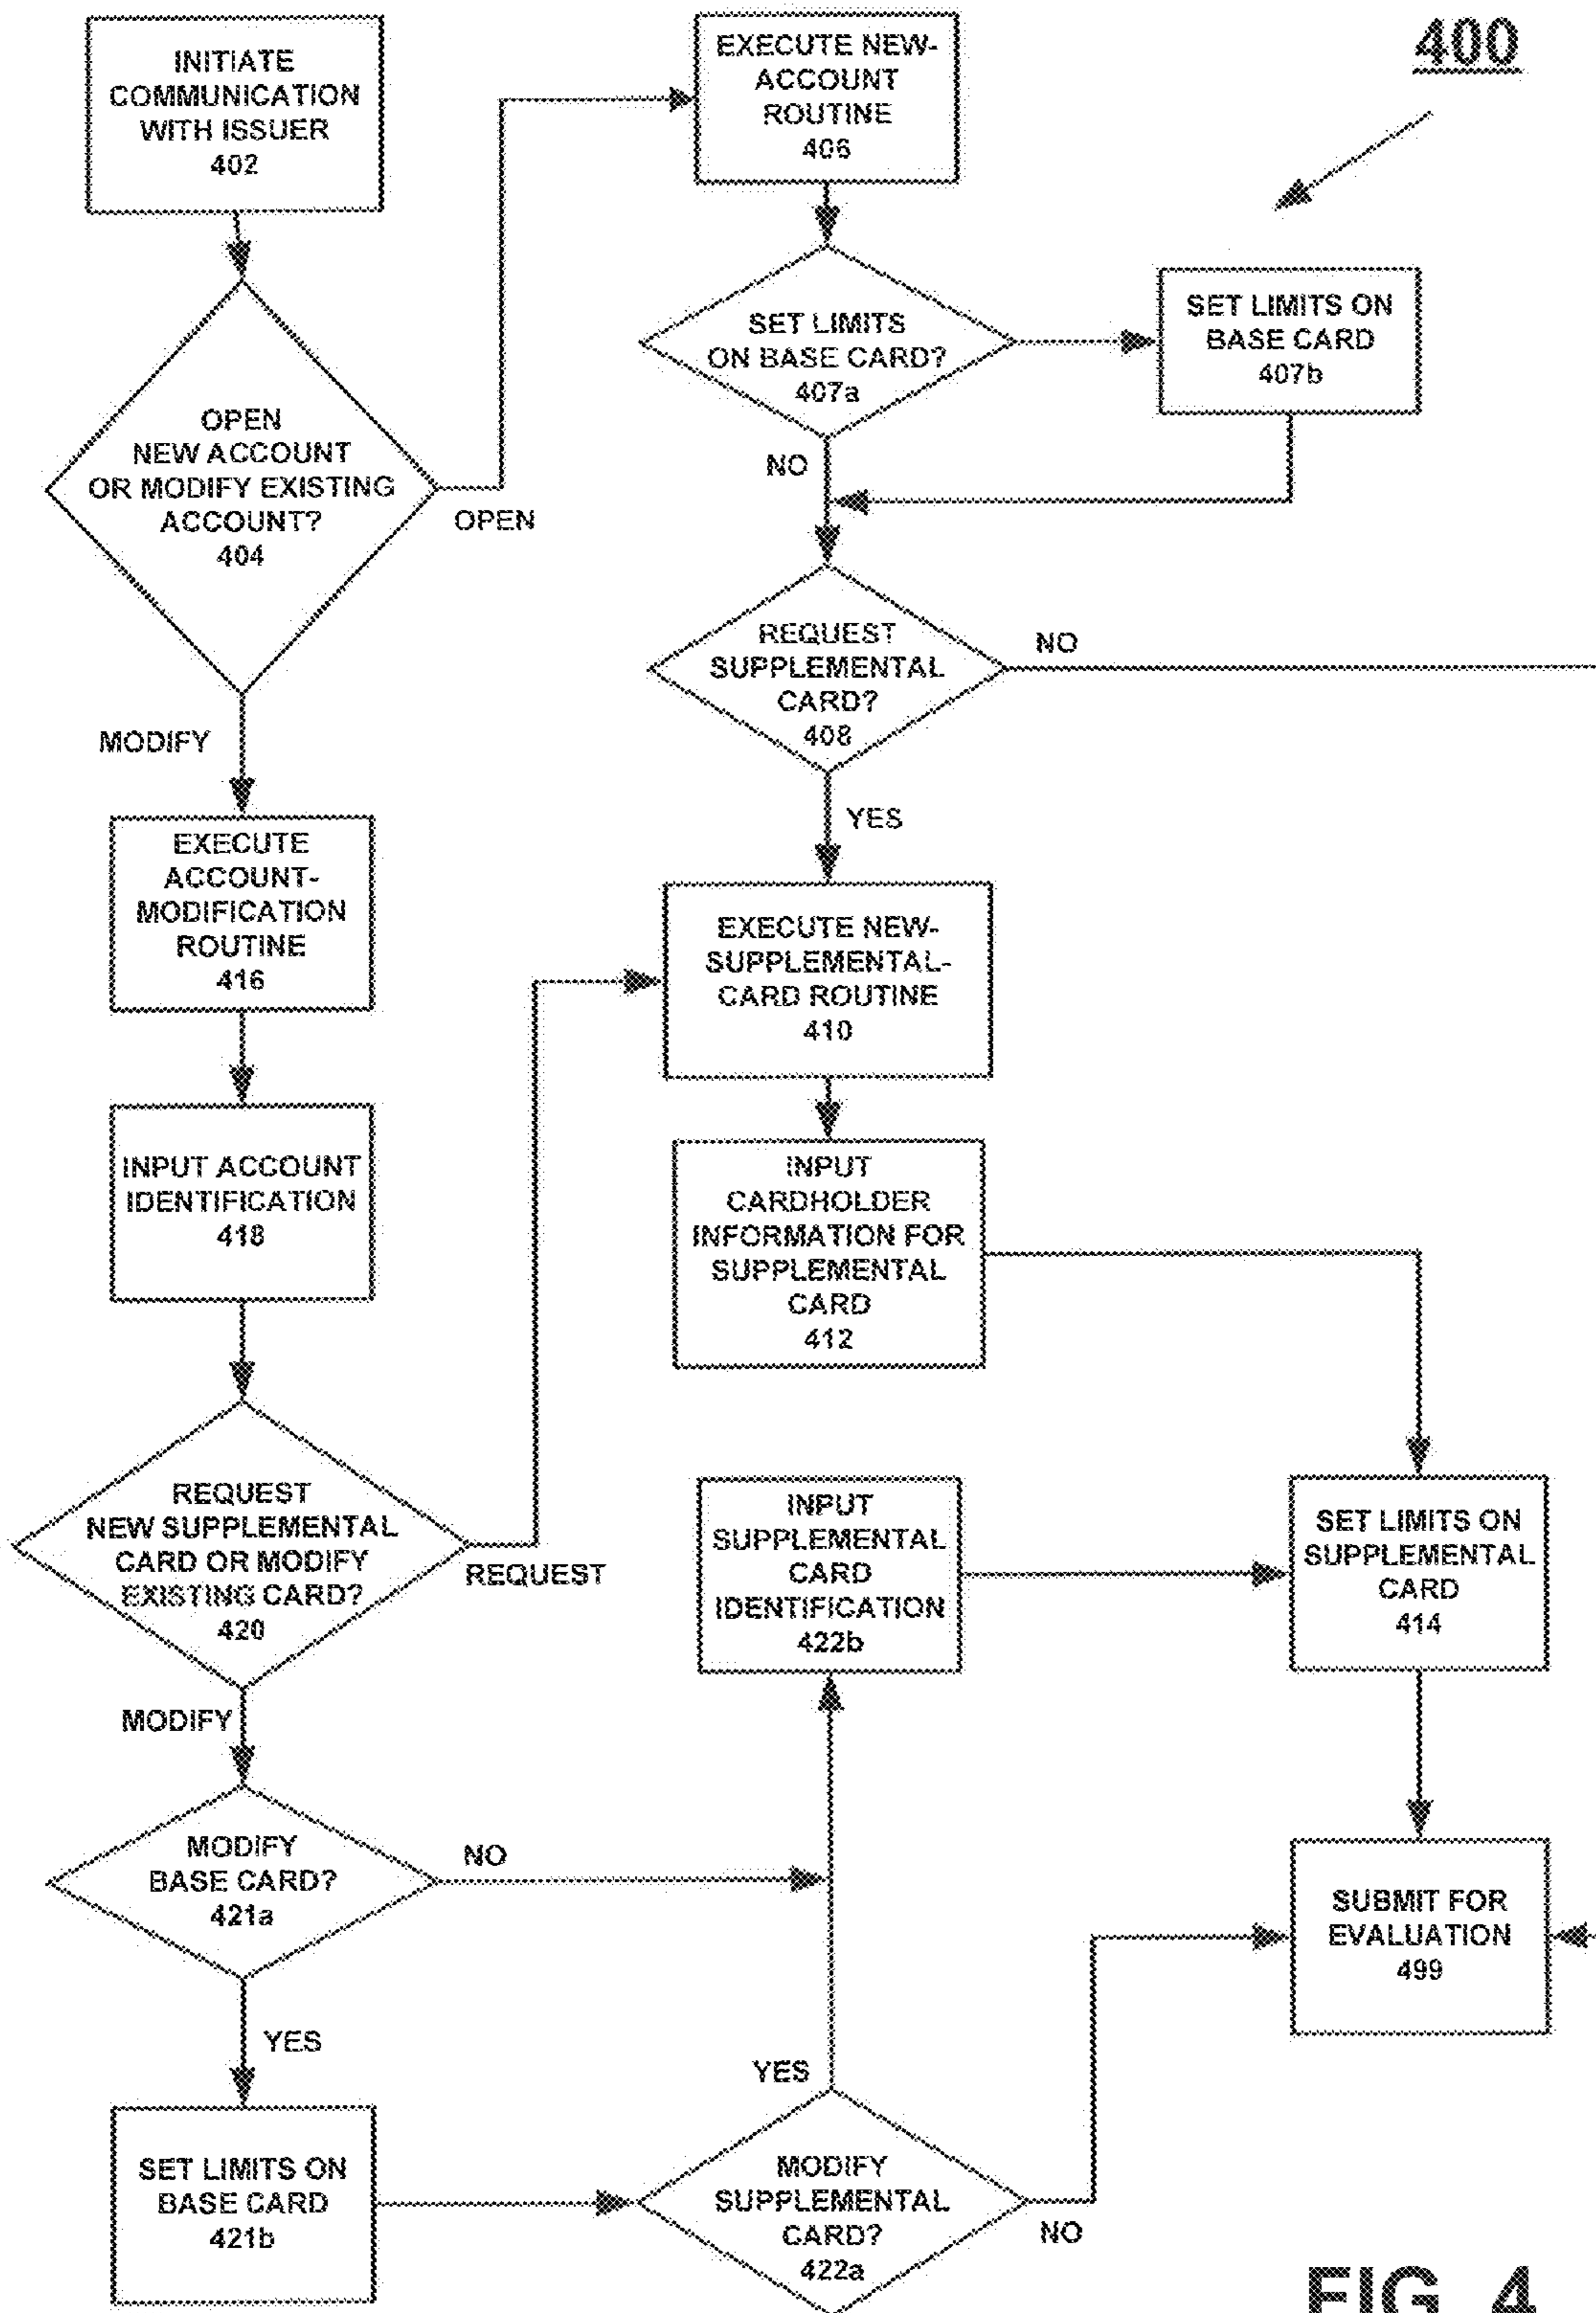 400
INITIATE
COMMUNICATION
WITH ISSUER
402
OPEN
NEW ACCOUNT
OR MODIFY EXISTING
ACCOUNT?
404
OPEN
MODIFY
EXECUTE NEW-
ACCOUNT
ROUTINE
406
SET LIMITS
ON BASE CARD?
407a
NO
SET LIMITS ON
BASE CARD
407b
REQUEST
SUPPLEMENTAL
CARD?
408
NO
YES
EXECUTE
ACCOUNT-
MODIFICATION
ROUTINE
416
EXECUTE NEW-
SUPPLEMENTAL-
CARD ROUTINE
410
INPUT ACCOUNT
IDENTIFICATION
418
INPUT
CARDHOLDER
INFORMATION FOR
SUPPLEMENTAL
CARD
412
REQUEST
NEW SUPPLEMENTAL
CARD OR MODIFY
EXISTING CARD?
420
REQUEST
MODIFY
INPUT
SUPPLEMENTAL
CARD
IDENTIFICATION
422b
SET LIMITS ON
SUPPLEMENTAL
CARD
414
MODIFY
BASE CARD?
421a
NO
YES
SUBMIT FOR
EVALUATION
499
SET LIMITS ON
BASE CARD
421b
YES
MODIFY
SUPPLEMENTAL
CARD?
422a
NO
FIG. 4